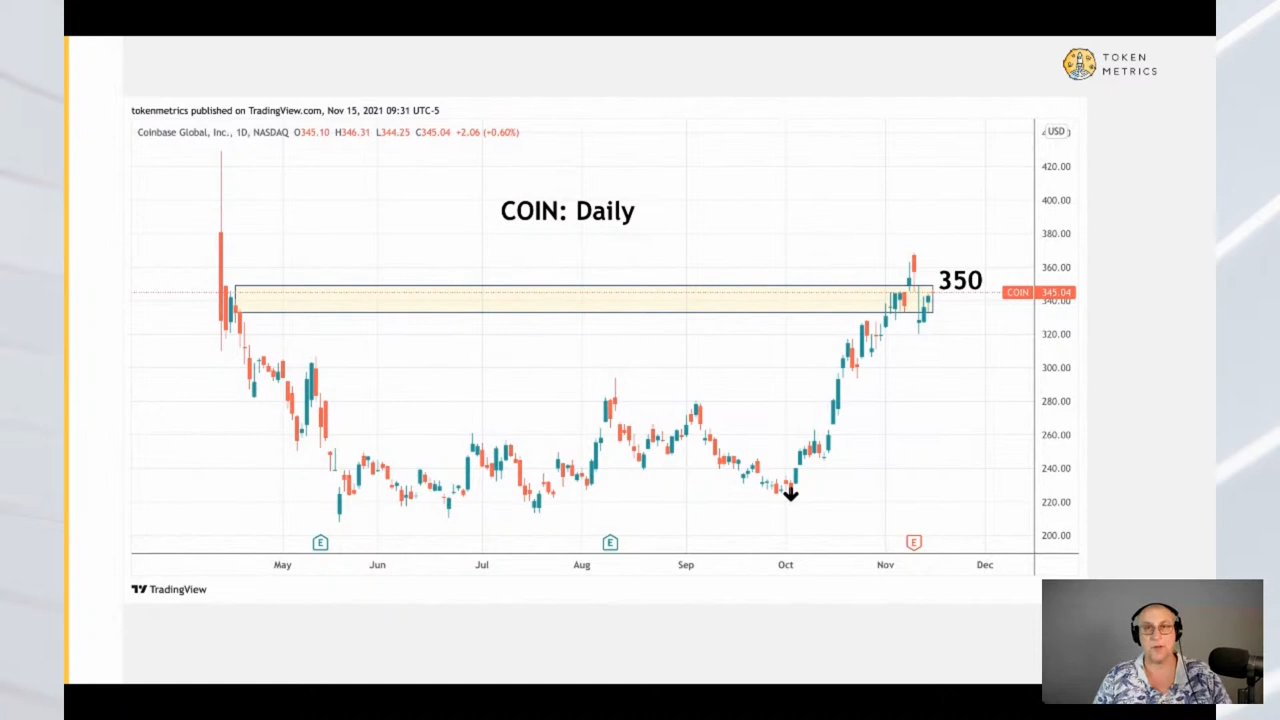 TOKEN
METRICS
tokenmetrics published on TradingView.com, Nov 15, 2021 09:31 UTC-5
Coinbase Global, Inc., 1D, NASDAQ O345.10 H346.31 L344.25 C345.04 +2.06 (+0.60%)
USD
420.00
COIN: Daily
400.00
380.00
360.00
350
COIN 345.04
340.00
320.00
300.00
280.00
260.00
240.00
220.00
200.00
E E E
May Jun Jul Aug Sep Oct Nov Dec
TradingView